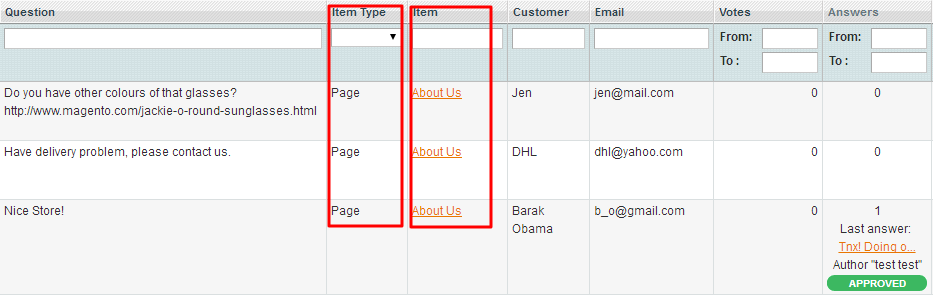 Question Item Type Item Customer Email Votes Answers
From: From:
To : To :
Do you have other colours of that glasses? Page About Us Jen jen@mail.com 0 0
http://www.magento.com/jackie-o-round-sunglasses.html
Have delivery problem, please contact us. Page About Us DHL dhl@yahoo.com 0 0
Nice Store! Page About Us Barak b_o@gmail.com 0 1
Obama Last answer:
Tnx! Doing o...
Author "test test"
APPROVED